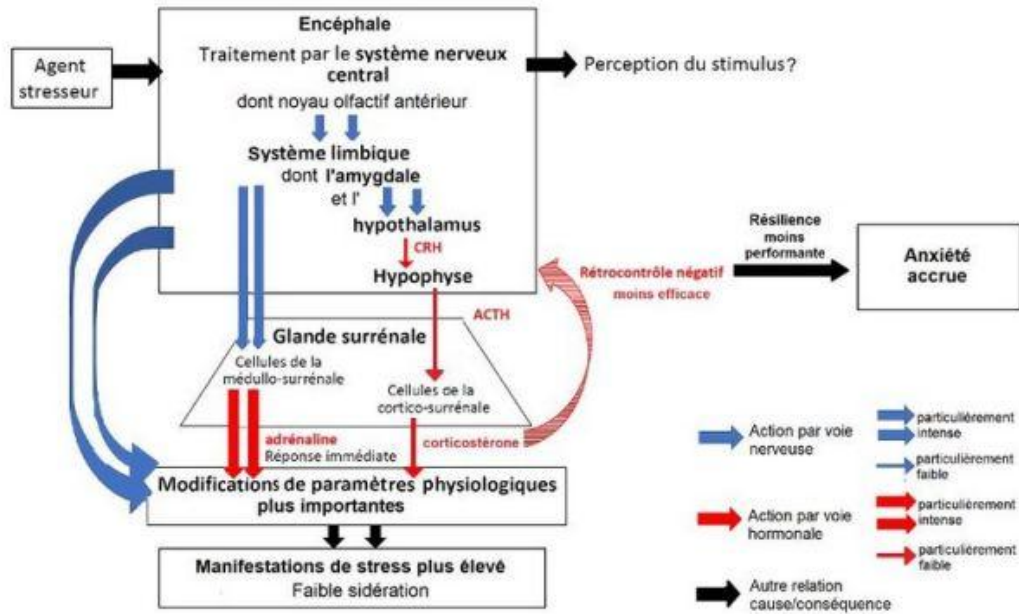 Encéphale
Traitement par le système nerveux
central
dont noyau olfactif antérieur
Système limbique
dont l'amygdale
et l'
hypothalamus
CRH
Hypophyse
Agent
stresseur
Perception du stimulus?
ACTH
Glande surrénale
Cellules de la
médullo-surrénale
Cellules de la
cortico-surrénale
adrénaline
Réponse immédiate
corticostérone
Rétrocontrôle négatif
moins efficace
Résilience
moins
performante
Anxiété
accrue
Modifications de paramètres physiologiques
plus importantes
Manifestations de stress plus élevé
Faible sidération
Action par voie
nerveuse
particulièrement
intense
particulière
faible
Action par voie
hormonale
particulièrement
intense
particulièrement
faible
Autre relation
cause/conséquence